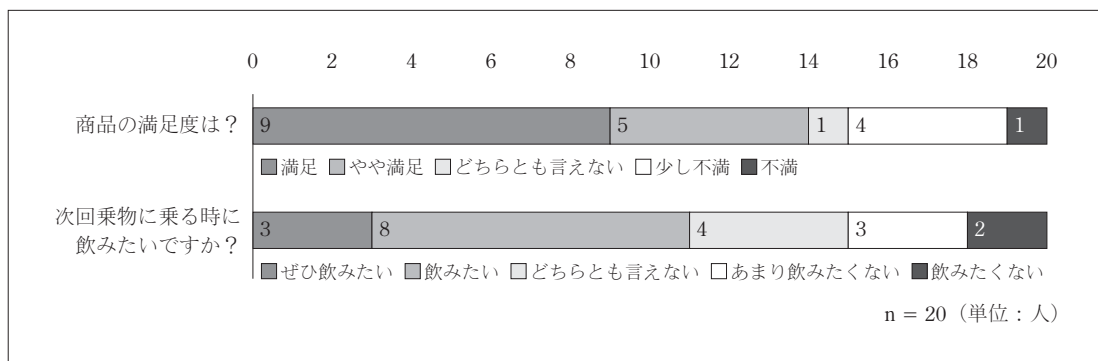 0 2 4 6 8 10 12 14 16 18 20
商品の満足度は？
9 5 1 4 1
■満足 ■やや満足 □どちらとも言えない □少し不満 ■不満
次回乗物に乗る時に
飲みたいですか？
3 8 4 3 2
■ぜひ飲みたい ■飲みたい □どちらとも言えない □あまり飲みたくない ■飲みたくない
n = 20（単位：人）